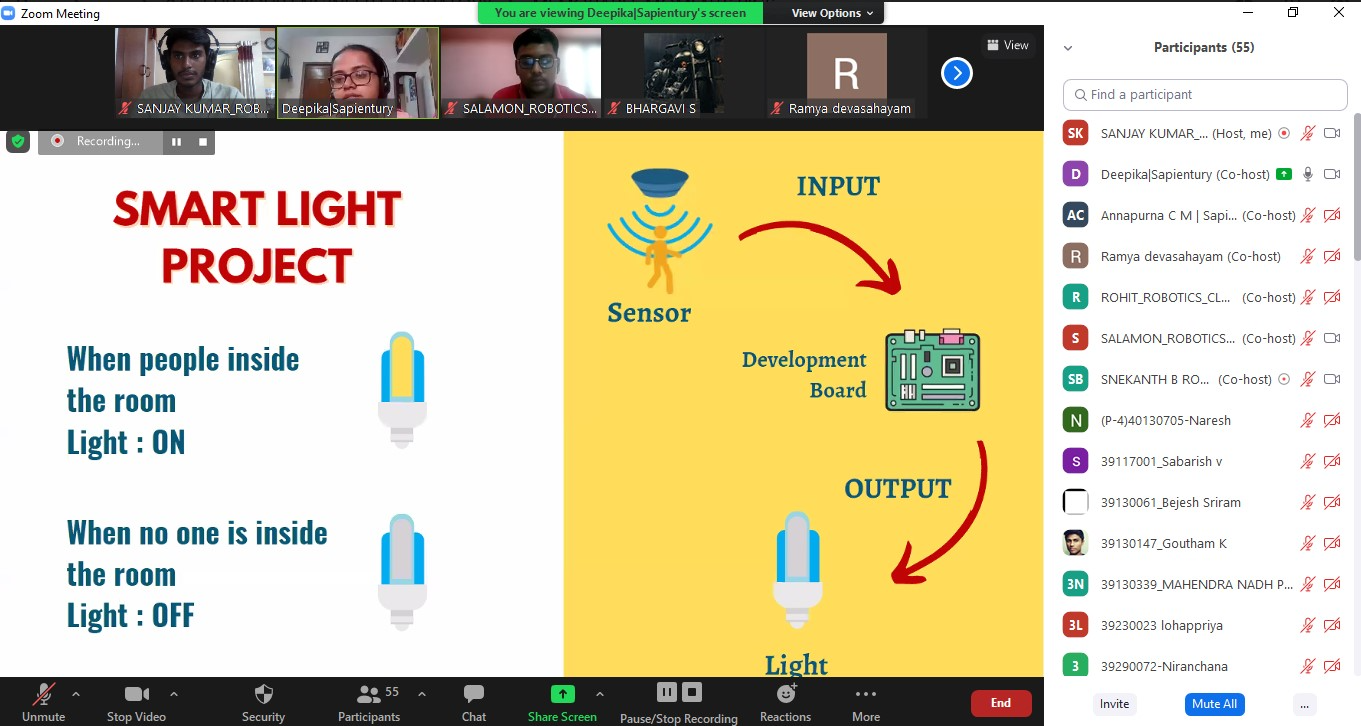 Zoom Meeting
You are viewing Deepika|Sapientury's screen
View Options
SANJAY KUMAR_ROB...
Deepika|Sapientury
SALAMON_ROBOTICS...
BHARGAVI S
R
Ramya devasahayam
View
Recording...
SMART LIGHT
PROJECT
When people inside
the room
Light : ON
When no one is inside
the room
Light : OFF
INPUT
Sensor
Development
Board
OUTPUT
Light
Participants (55)
Find a participant
SK SANJAY KUMAR_... (Host, me)
D Deepika|Sapientury (Co-host)
AC Annapurna C M | Sapi... (Co-host)
R Ramya devasahayam (Co-host)
R ROHIT_ROBOTICS_CL... (Co-host)
S SALAMON_ROBOTICS... (Co-host)
SB SNEKANTH B RO... (Co-host)
N (P-4)40130705-Naresh
S 39117001_Sabarish v
39130061_Bejesh Sriram
39130147_Goutham K
3N 39130339_MAHENDRA NADH P...
3L 39230023 lohappriya
3 39290072-Niranchana
Unmute
Stop Video
Security
55
Participants
Chat
Share Screen
Pause/Stop Recording
Reactions
More
End
Invite
Mute All
...